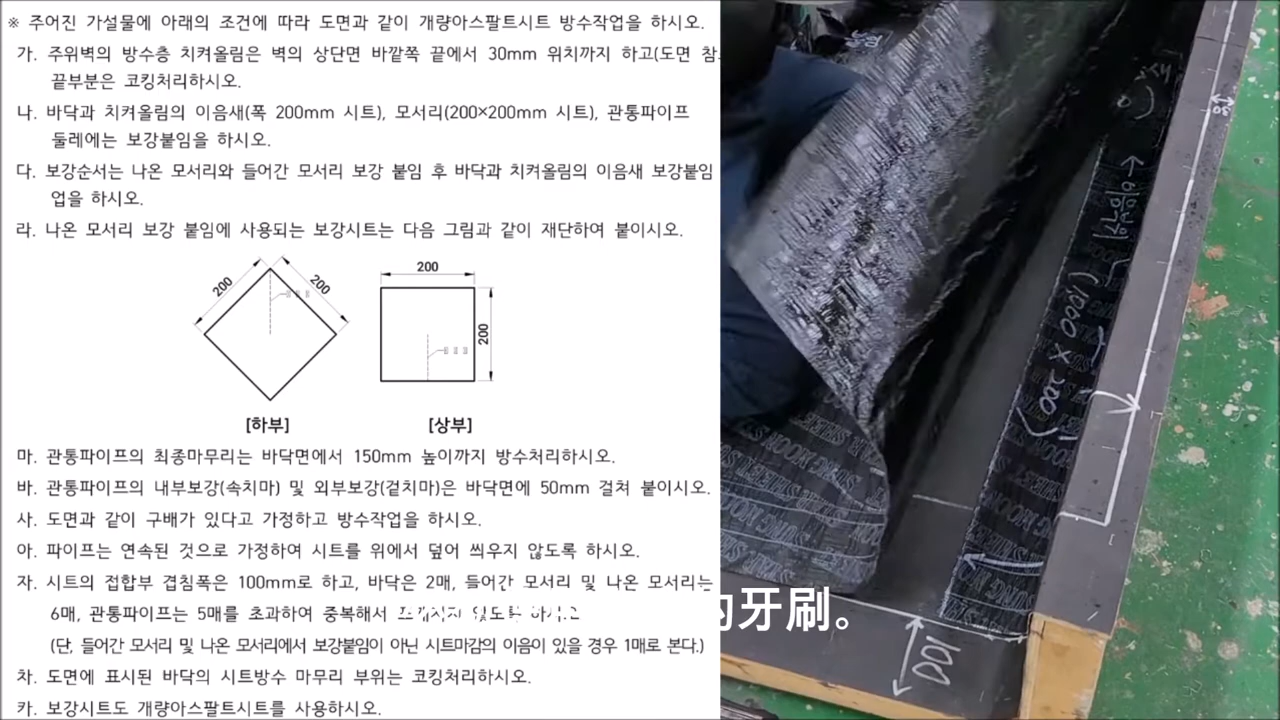 ※ 주어진 가설물에 아래의 조건에 따라 도면과 같이 개량아스팔트시트 방수작업을 하시오.
가. 주위벽의 방수층 치켜올림은 벽의 상단면 바깥쪽 끝에서 30mm 위치까지 하고(도면 참
끝부분은 코킹처리하시오.
나. 바닥과 치켜올림의 이음새(폭 200mm 시트), 모서리(200×200mm 시트), 관통파이프
둘레에는 보강붙임을 하시오.
다. 보강순서는 나온 모서리와 들어간 모서리 보강 붙임 후 바닥과 치켜올림의 이음새 보강붙임
업을 하시오.
라. 나온 모서리 보강 붙임에 사용되는 보강시트는 다음 그림과 같이 재단하여 붙이시오.
200 200
200
200
[하부] [상부]
마. 관통파이프의 최종마무리는 바닥면에서 150mm 높이까지 방수처리하시오.
바. 관통파이프의 내부보강(속치마) 및 외부보강(겉치마)은 바닥면에 50mm 걸쳐 붙이시오.
사. 도면과 같이 구배가 있다고 가정하고 방수작업을 하시오.
아. 파이프는 연속된 것으로 가정하여 시트를 위에서 덮어 씌우지 않도록 하시오.
자. 시트의 접합부 겹침폭은 100mm로 하고, 바닥은 2매, 들어간 모서리 및 나온 모서리는
6매, 관통파이프는 5매를 초과하여 중복해서
(단, 들어간 모서리 및 나온 모서리에서 보강붙임이 아닌 시트마감의 이음이 있을 경우 1매로 본다.)
차. 도면에 표시된 바닥의 시트방수 마무리 부위는 코킹처리하시오.
카. 보강시트도 개량아스팔트시트를 사용하시오.
30
(1000 × 200)
100
牙刷。